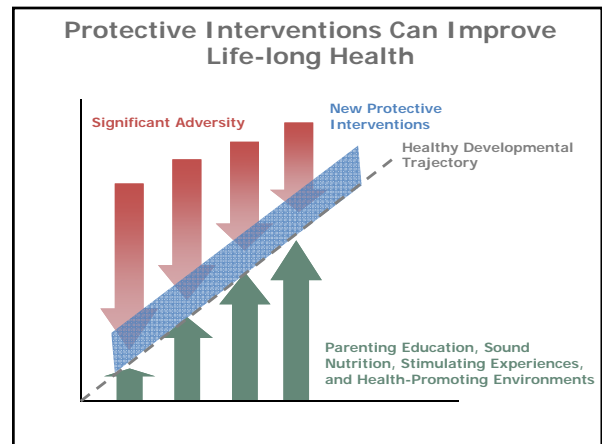 Protective Interventions Can Improve
Life-long Health
Significant Adversity
New Protective
Interventions
Healthy Developmental
Trajectory
Parenting Education, Sound
Nutrition, Stimulating Experiences,
and Health-Promoting Environments